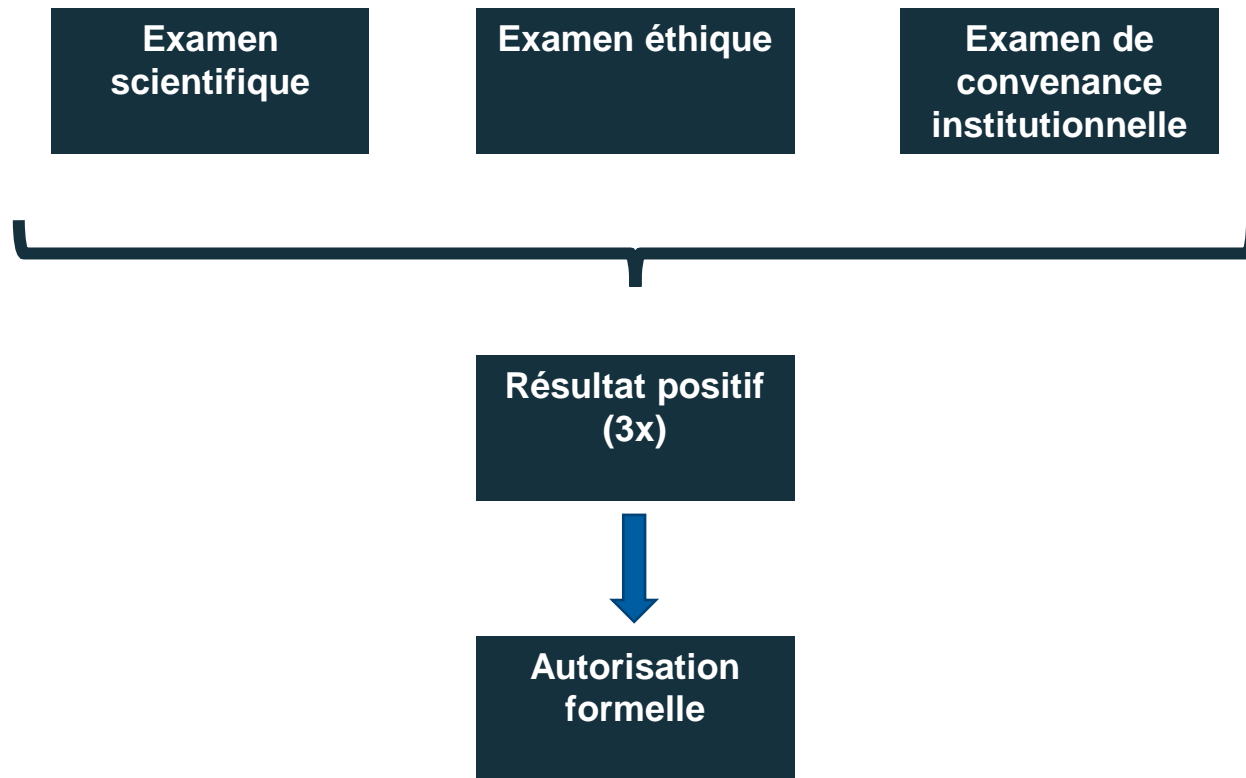 Examen
scientifique
Examen éthique
Examen de
convenance
institutionnelle
Résultat positif
(3x)
Autorisation
formelle